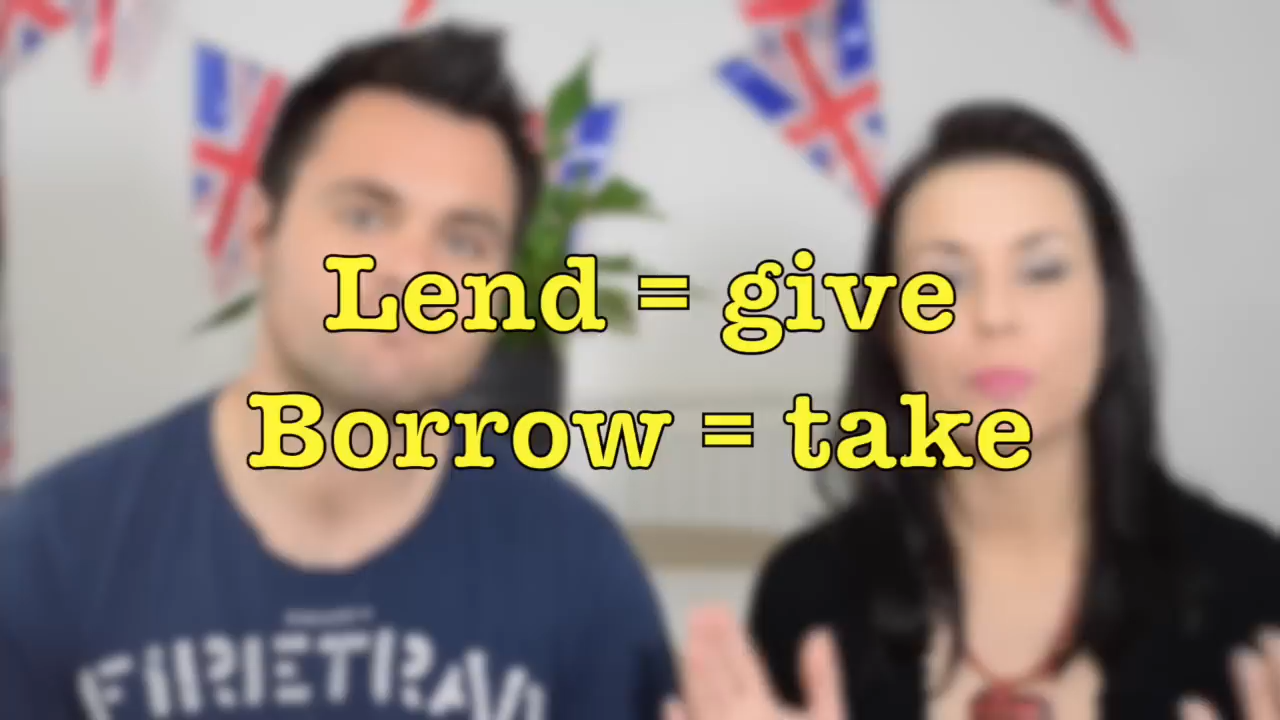 Lend = give
Borrow = take